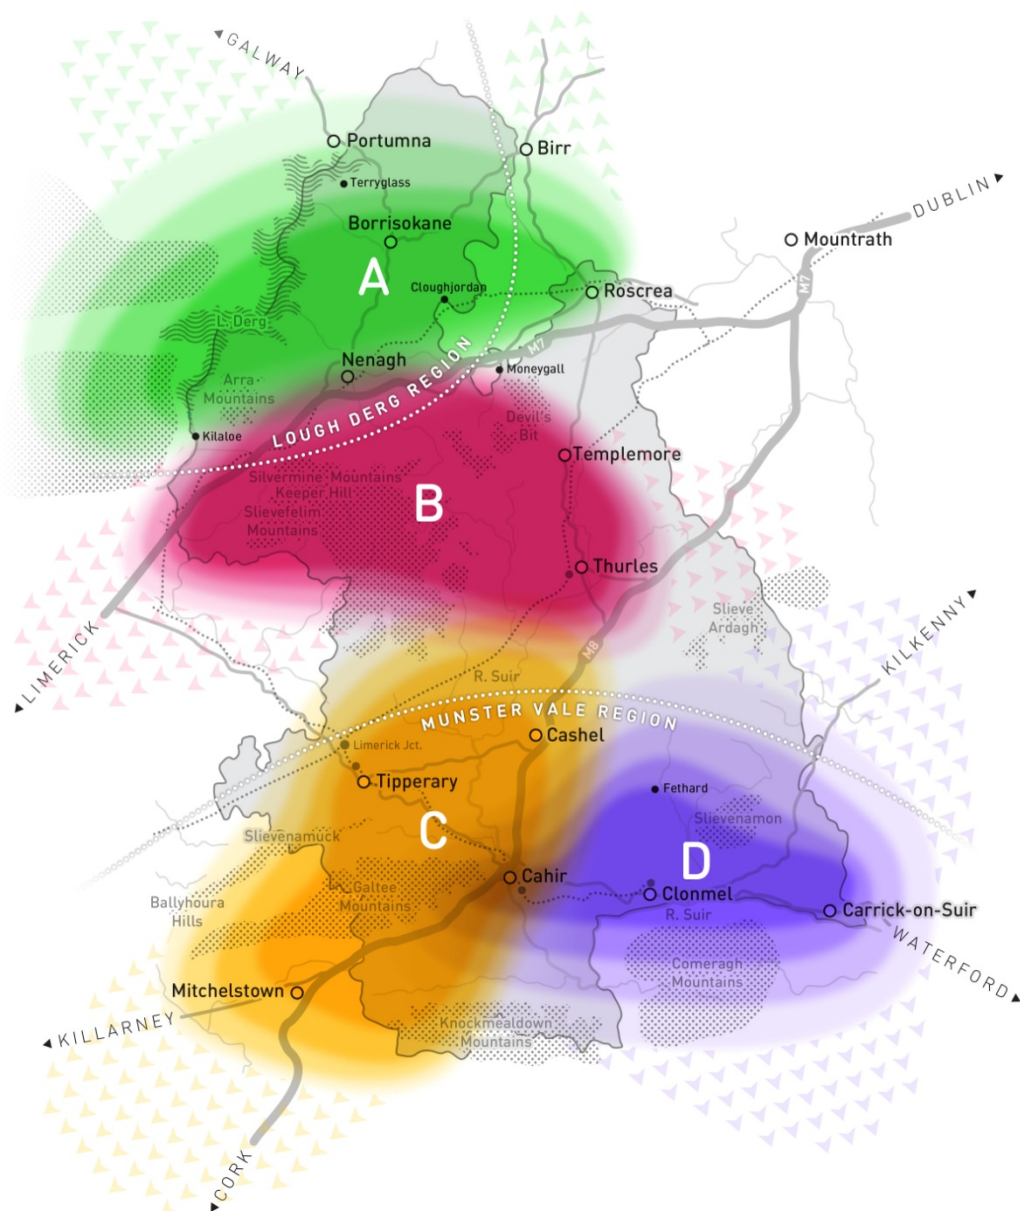 GALWAY
Portumna
Birr
Terryglass
DUBLIN
Borrisokane
Mountrath
A
M7
Cloughjordan
Roscrea
L. Derg
M7
Nenagh
Moneygall
Arra
Mountains
LOUGH DERG REGION
Devil's
Bit
Kilaloe
Templemore
Silvermine Mountains
Keeper Hill
B
Slievefelim
Mountains
Thurles
LIMERICK
Slieve
Ardagh
KILKENNY
M8
R. Suir
MUNSTER VALE REGION
Cashel
Limerick Jct.
Tipperary
Fethard
Slievenamon
C
Slievenamuck
D
Cahir
Galtee
Mountains
Clonmel
Ballyhoura
Hills
R. Suir
Carrick-on-Suir
WATERFORD
Comeragh
Mountains
Mitchelstown
KILLARNEY
Knockmealdown
Mountains
CORK